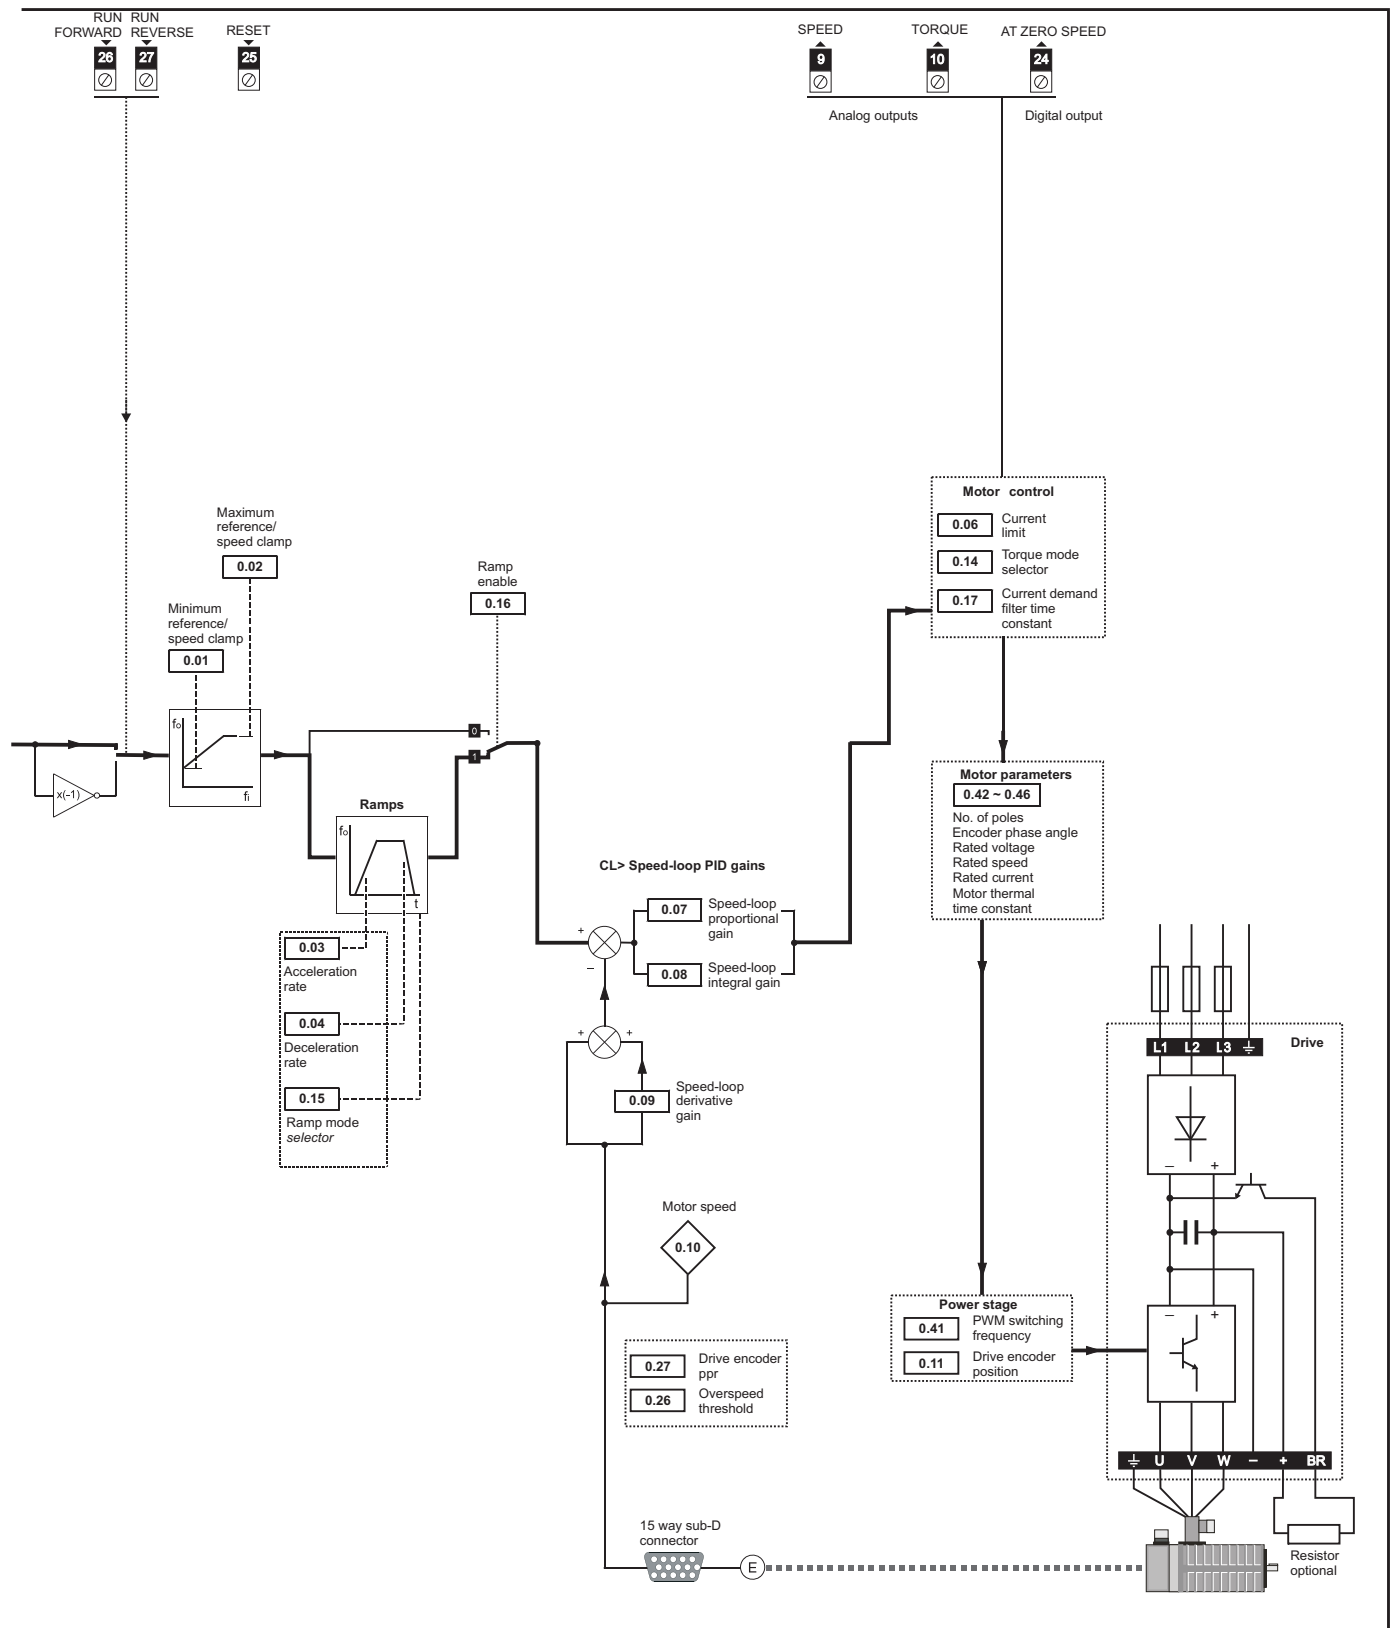 RUN FORWARD
RUN REVERSE
RESET
26
27
25
SPEED
TORQUE
AT ZERO SPEED
9
10
24
Analog outputs
Digital output
Motor control
0.06
Current
limit
0.14
Torque mode
selector
0.17
Current demand
filter time
constant
Maximum
reference/
speed clamp
0.02
Minimum
reference/
speed clamp
0.01
Ramp
enable
0.16
fo
fi
x(-1)
0
1
Ramps
fo
t
0.03
Acceleration
rate
0.04
Deceleration
rate
0.15
Ramp mode
selector
CL> Speed-loop PID gains
+
–
0.07
Speed-loop
proportional
gain
0.08
Speed-loop
integral gain
+
+
0.09
Speed-loop
derivative
gain
Motor speed
0.10
0.27
Drive encoder
ppr
0.26
Overspeed
threshold
15 way sub-D
connector
E
Motor parameters
0.42 ~ 0.46
No. of poles
Encoder phase angle
Rated voltage
Rated speed
Rated current
Motor thermal
time constant
Power stage
0.41
PWM switching
frequency
0.11
Drive encoder
position
L1 L2 L3
Drive
– +
– +
U V W – + BR
Resistor
optional